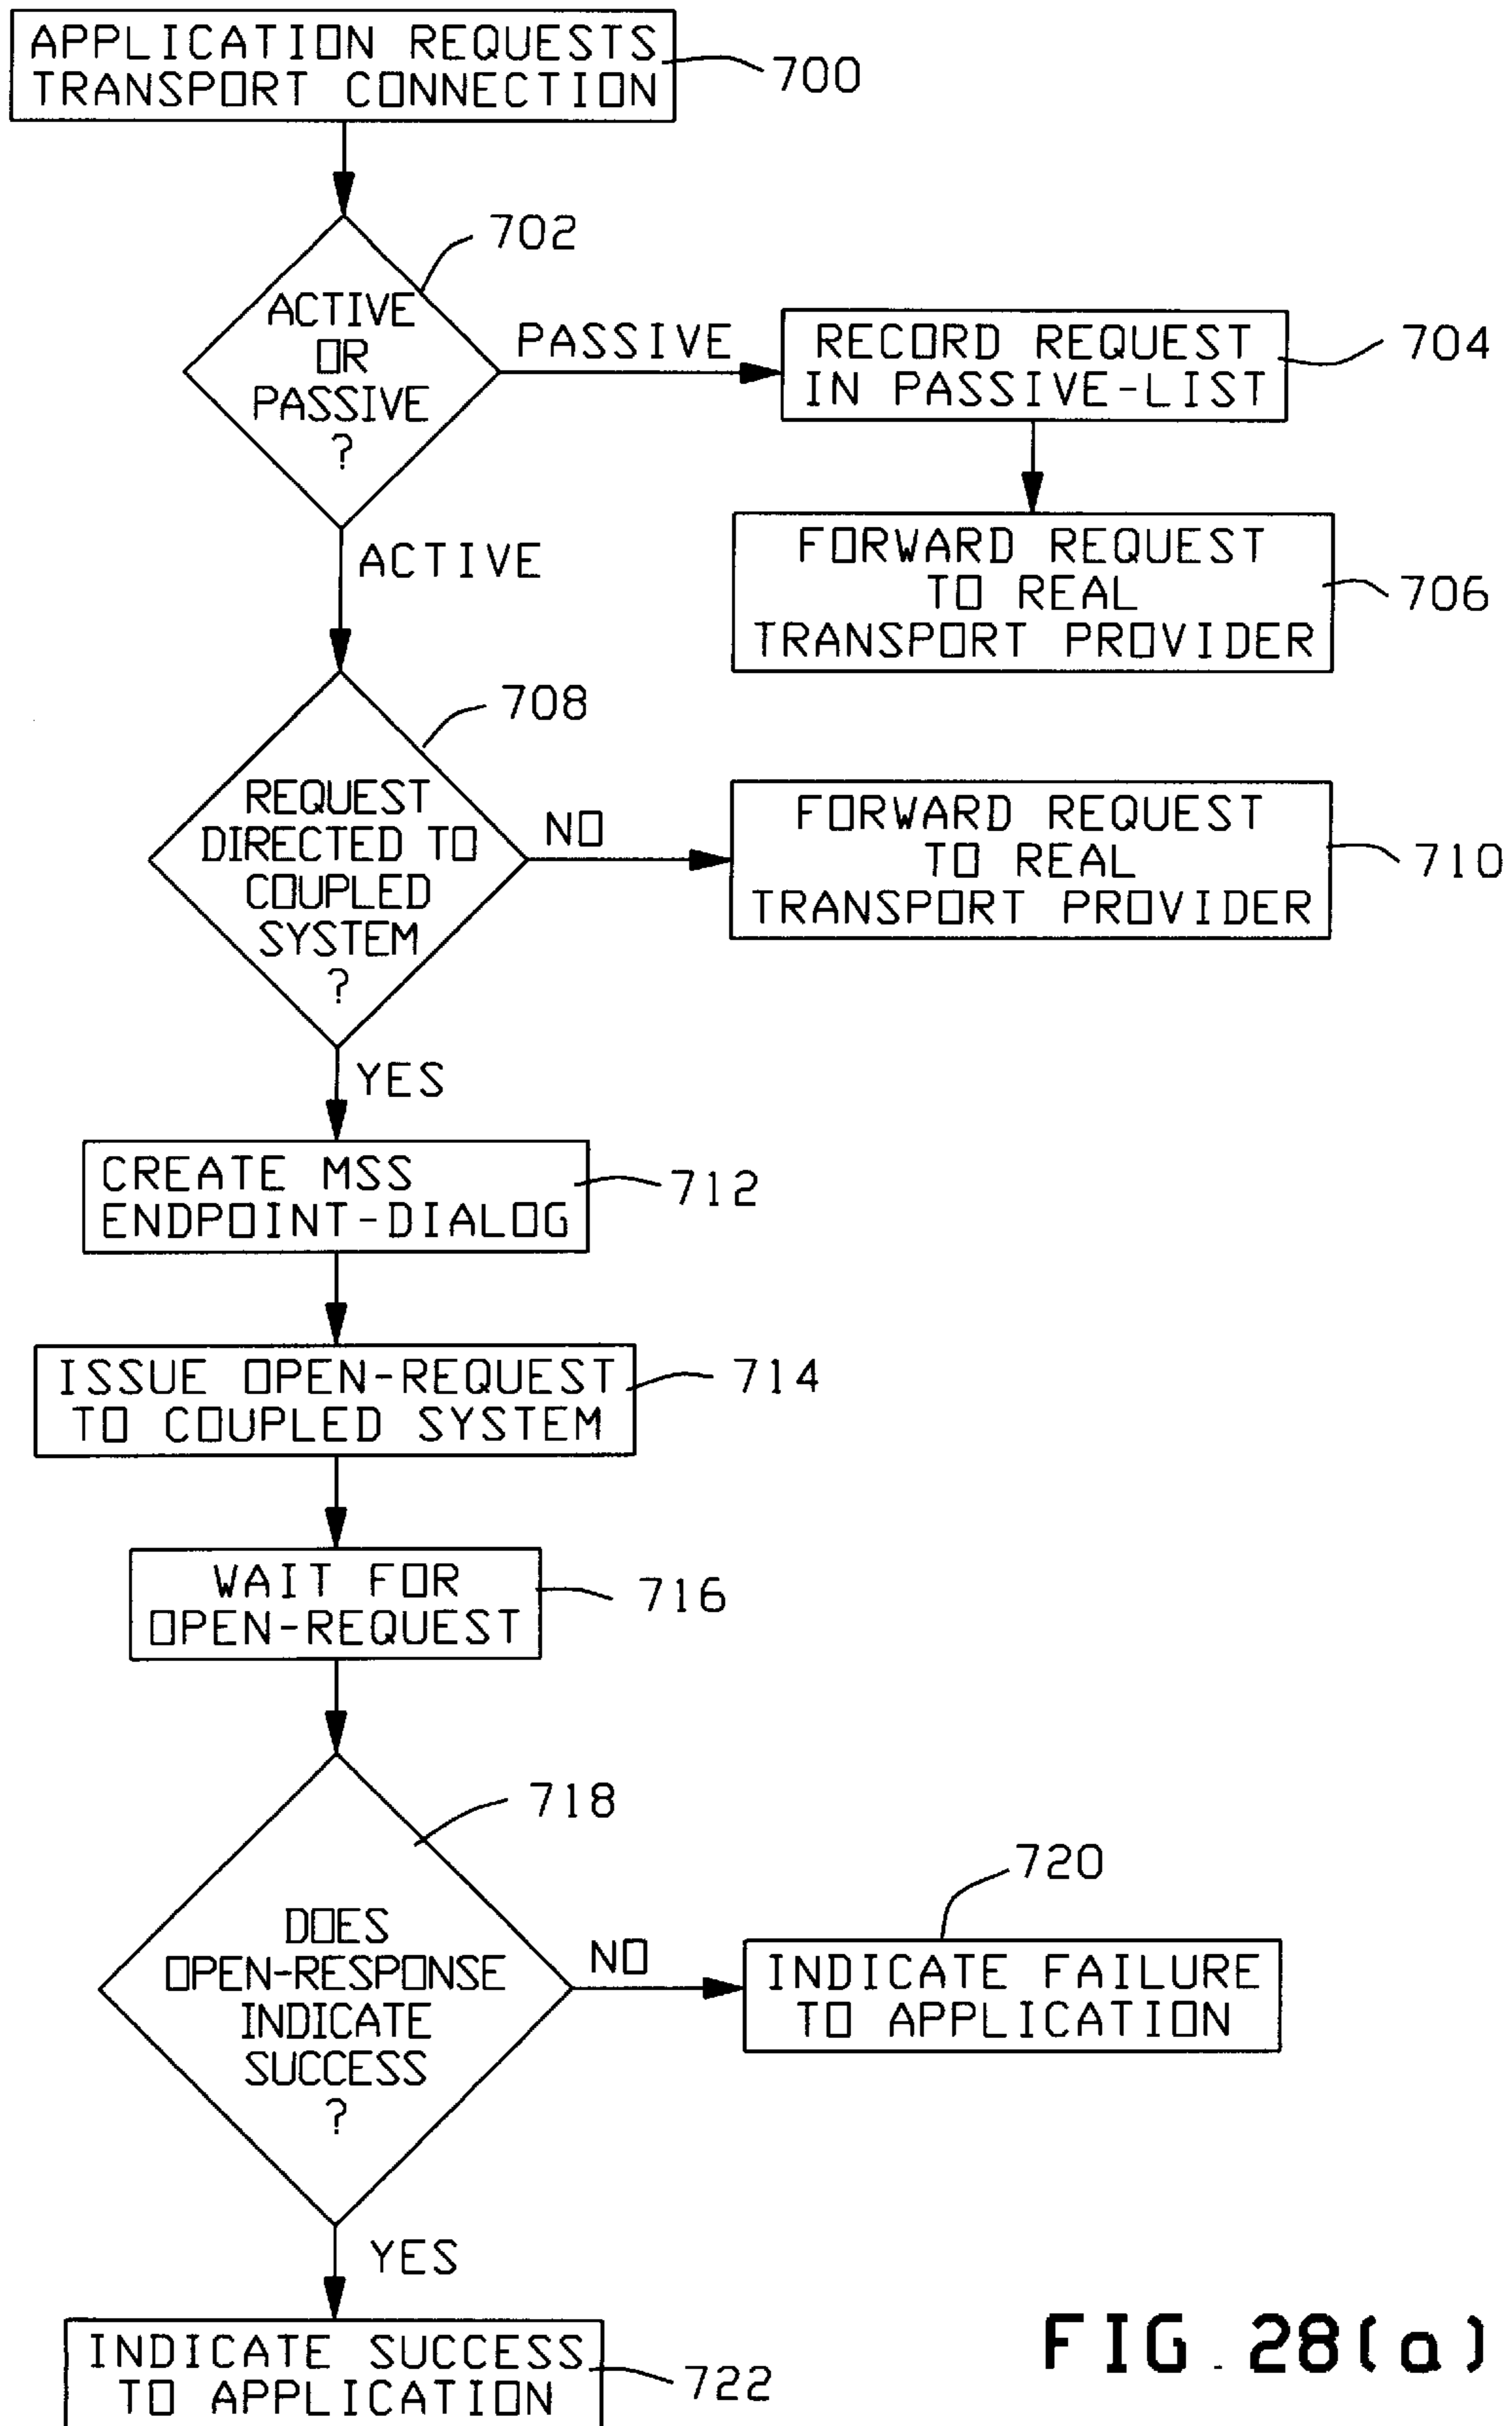 APPLICATION REQUESTS
TRANSPORT CONNECTION
700
702
ACTIVE
OR
PASSIVE
?
PASSIVE
RECORD REQUEST
IN PASSIVE-LIST
704
ACTIVE
FORWARD REQUEST
TO REAL
TRANSPORT PROVIDER
706
708
REQUEST
DIRECTED TO
COUPLED
SYSTEM
?
NO
FORWARD REQUEST
TO REAL
TRANSPORT PROVIDER
710
YES
CREATE MSS
ENDPOINT-DIALOG
712
ISSUE OPEN-REQUEST
TO COUPLED SYSTEM
714
WAIT FOR
OPEN-REQUEST
716
718
DOES
OPEN-RESPONSE
INDICATE
SUCCESS
?
NO
720
INDICATE FAILURE
TO APPLICATION
YES
INDICATE SUCCESS
TO APPLICATION
722
FIG. 28(a)